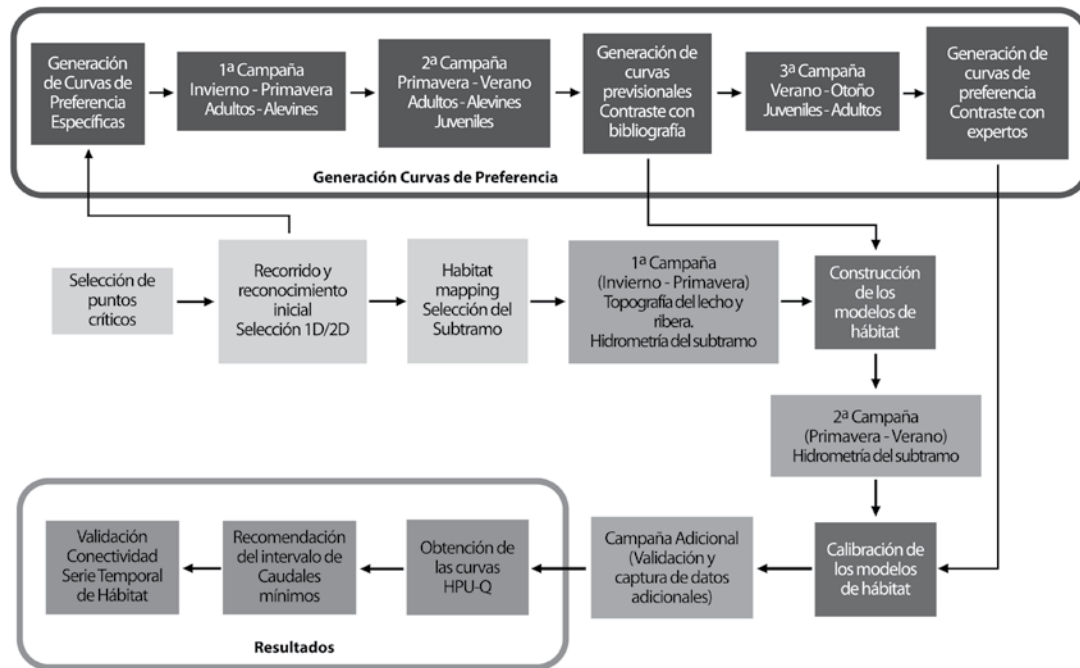 Generación
de Curvas de
Preferencia
Específicas
1ª Campaña
Invierno - Primavera
Adultos - Alevines
2ª Campaña
Primavera - Verano
Adultos - Alevines
Juveniles
Generación de
curvas
previsionales
Contraste con
bibliografía
3ª Campaña
Verano - Otoño
Juveniles - Adultos
Generación de
curvas de
preferencia
Contraste con
expertos
Generación Curvas de Preferencia
Selección de
puntos
críticos
Recorrido y
reconocimiento
inicial
Selección 1D/2D
Habitat
mapping
Selección del
Subtramo
1ª Campaña
(Invierno - Primavera)
Topografía del lecho y
ribera.
Hidrometría del subtramo
Construcción
de los
modelos de
hábitat
2ª Campaña
(Primavera - Verano)
Hidrometría del subtramo
Validación
Conectividad
Serie Temporal
de Hábitat
Recomendación
del intervalo de
Caudales
mínimos
Obtención de
las curvas
HPU-Q
Campaña Adicional
(Validación y
captura de datos
adicionales)
Calibración de
los modelos
de hábitat
Resultados